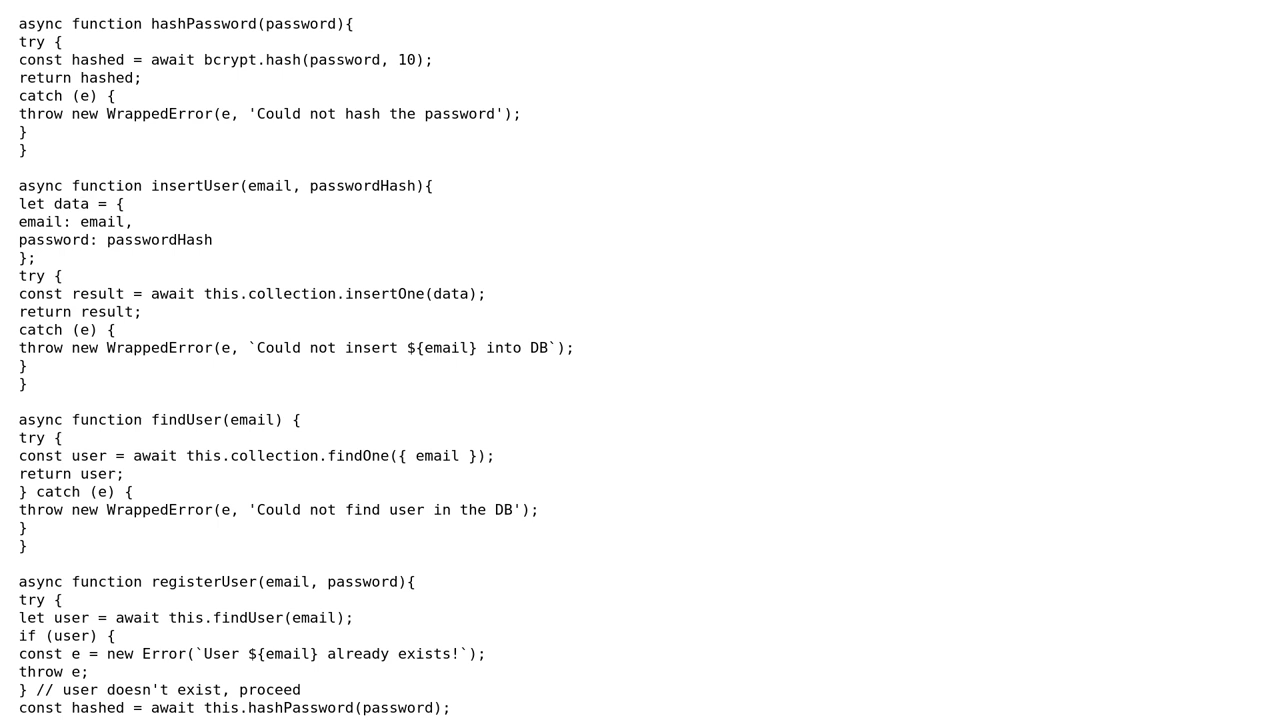 async function hashPassword(password){
try {
const hashed = await bcrypt.hash(password, 10);
return hashed;
catch (e) {
throw new WrappedError(e, 'Could not hash the password');
}
}

async function insertUser(email, passwordHash){
let data = {
email: email,
password: passwordHash
};
try {
const result = await this.collection.insertOne(data);
return result;
catch (e) {
throw new WrappedError(e, `Could not insert ${email} into DB`);
}
}

async function findUser(email) {
try {
const user = await this.collection.findOne({ email });
return user;
} catch (e) {
throw new WrappedError(e, 'Could not find user in the DB');
}
}

async function registerUser(email, password){
try {
let user = await this.findUser(email);
if (user) {
const e = new Error(`User ${email} already exists!`);
throw e;
} // user doesn't exist, proceed
const hashed = await this.hashPassword(password);